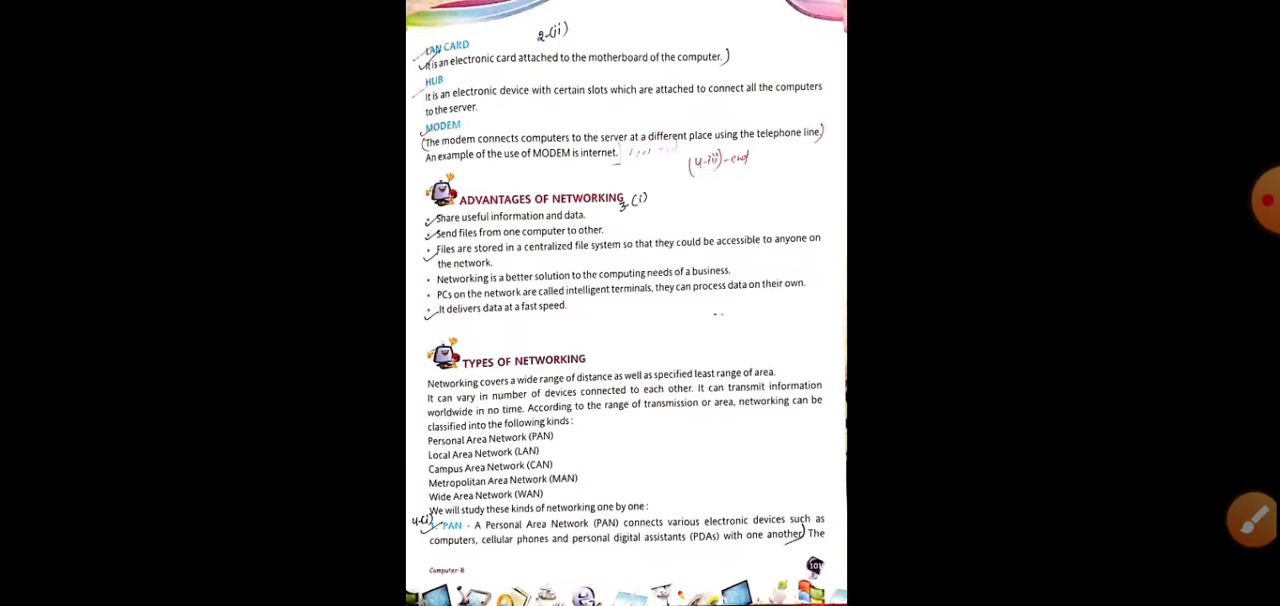 2-(ii)
LAN CARD
It is an electronic card attached to the motherboard of the computer.)
HUB
It is an electronic device with certain slots which are attached to connect all the computers
to the server.
MODEM
(The modem connects computers to the server at a different place using the telephone line)
An example of the use of MODEM is internet.]
(4-iii)-end
ADVANTAGES OF NETWORKING 3-(i)
• Share useful information and data.
• Send files from one computer to other.
• Files are stored in a centralized file system so that they could be accessible to anyone on
the network.
• Networking is a better solution to the computing needs of a business.
• PCs on the network are called intelligent terminals, they can process data on their own.
• It delivers data at a fast speed.
TYPES OF NETWORKING
Networking covers a wide range of distance as well as specified least range of area.
It can vary in number of devices connected to each other. It can transmit information
worldwide in no time. According to the range of transmission or area, networking can be
classified into the following kinds :
Personal Area Network (PAN)
Local Area Network (LAN)
Campus Area Network (CAN)
Metropolitan Area Network (MAN)
Wide Area Network (WAN)
We will study these kinds of networking one by one :
4-(i) 1. PAN - A Personal Area Network (PAN) connects various electronic devices such as
computers, cellular phones and personal digital assistants (PDAs) with one another) The
Computer-8
101